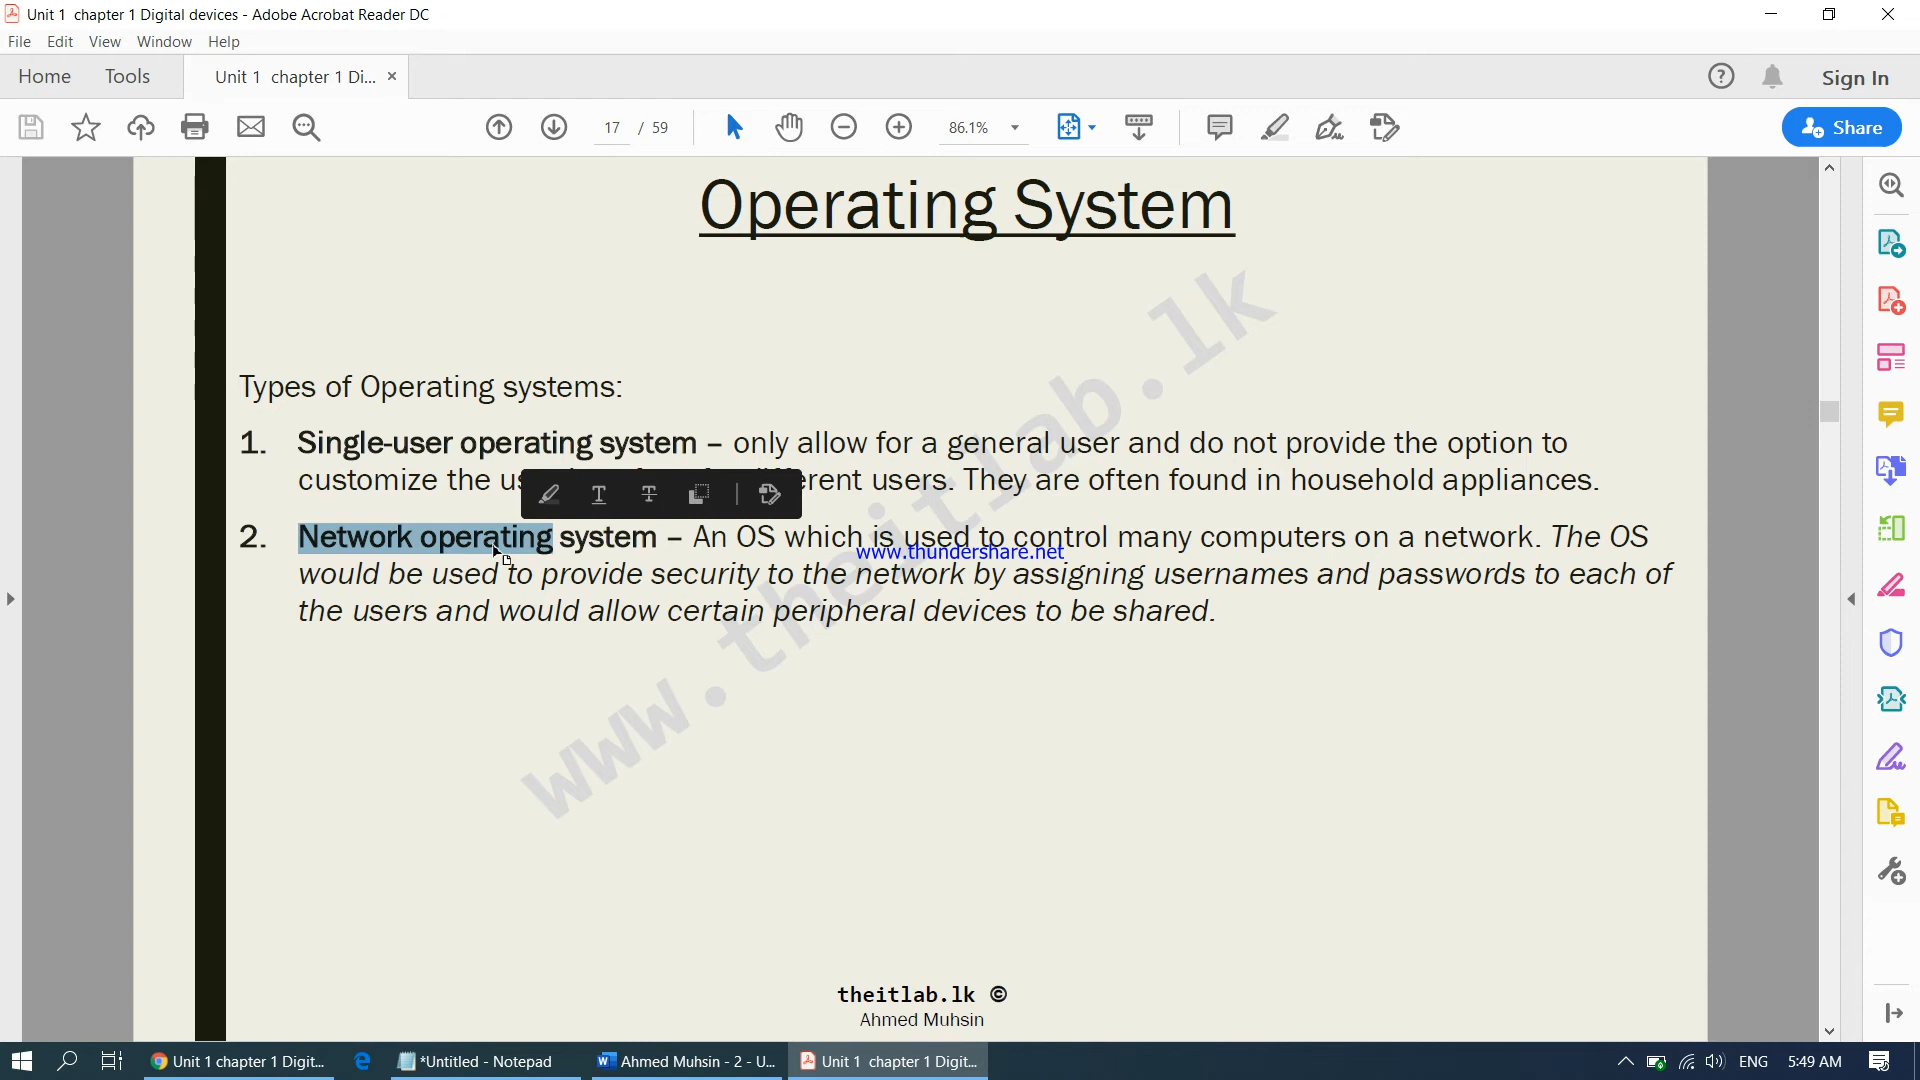 Unit 1  chapter 1 Digital devices - Adobe Acrobat Reader DC
File Edit View Window Help
Home Tools Unit 1  chapter 1 Di... × Sign In
17 / 59 86.1% Share
Operating System
Types of Operating systems:
1. Single-user operating system – only allow for a general user and do not provide the option to
customize the us erent users. They are often found in household appliances.
2. Network operating system – An OS which is used to control many computers on a network. The OS
www.thundershare.net
would be used to provide security to the network by assigning usernames and passwords to each of
the users and would allow certain peripheral devices to be shared.
www.theitlab.lk
theitlab.lk ©
Ahmed Muhsin
Unit 1 chapter 1 Digit... *Untitled - Notepad Ahmed Muhsin - 2 - U... Unit 1  chapter 1 Digit... ENG 5:49 AM